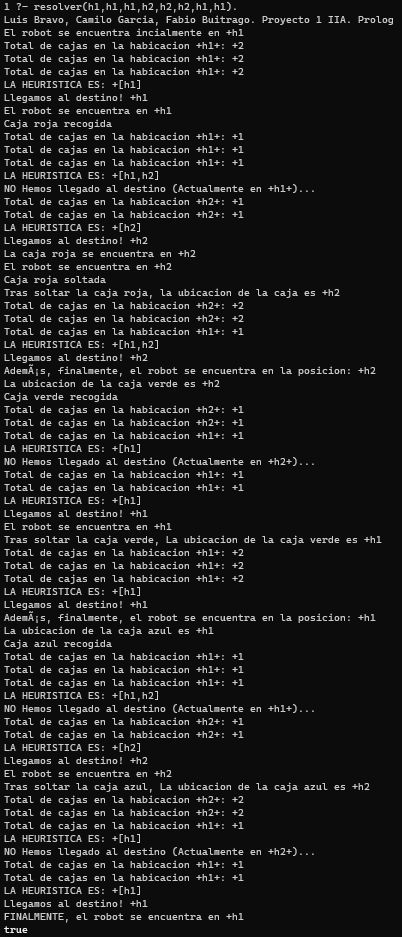 1 ?- resolver(h1,h1,h1,h2,h2,h2,h1,h1).
Luis Bravo, Camilo Garcia, Fabio Buitrago. Proyecto 1 IIA. Prolog
El robot se encuentra incialmente en +h1
Total de cajas en la habicacion +h1+: +2
Total de cajas en la habicacion +h1+: +2
Total de cajas en la habicacion +h1+: +2
LA HEURISTICA ES: +[h1]
Llegamos al destino! +h1
El robot se encuentra en +h1
Caja roja recogida
Total de cajas en la habicacion +h1+: +1
Total de cajas en la habicacion +h1+: +1
Total de cajas en la habicacion +h1+: +1
LA HEURISTICA ES: +[h1,h2]
NO Hemos llegado al destino (Actualmente en +h1+)...
Total de cajas en la habicacion +h2+: +1
Total de cajas en la habicacion +h2+: +1
LA HEURISTICA ES: +[h2]
Llegamos al destino! +h2
La caja roja se encuentra en +h2
El robot se encuentra en +h2
Caja roja soltada
Tras soltar la caja roja, la ubicacion de la caja es +h2
Total de cajas en la habicacion +h2+: +2
Total de cajas en la habicacion +h2+: +2
Total de cajas en la habicacion +h1+: +1
LA HEURISTICA ES: +[h1,h2]
Llegamos al destino! +h2
AdemÃ¡s, finalmente, el robot se encuentra en la posicion: +h2
La ubicacion de la caja verde es +h2
Caja verde recogida
Total de cajas en la habicacion +h2+: +1
Total de cajas en la habicacion +h2+: +1
Total de cajas en la habicacion +h1+: +1
LA HEURISTICA ES: +[h1]
NO Hemos llegado al destino (Actualmente en +h2+)...
Total de cajas en la habicacion +h1+: +1
Total de cajas en la habicacion +h1+: +1
LA HEURISTICA ES: +[h1]
Llegamos al destino! +h1
El robot se encuentra en +h1
Tras soltar la caja verde, La ubicacion de la caja verde es +h1
Total de cajas en la habicacion +h1+: +2
Total de cajas en la habicacion +h1+: +2
Total de cajas en la habicacion +h1+: +2
LA HEURISTICA ES: +[h1]
Llegamos al destino! +h1
AdemÃ¡s, finalmente, el robot se encuentra en la posicion: +h1
La ubicacion de la caja azul es +h1
Caja azul recogida
Total de cajas en la habicacion +h1+: +1
Total de cajas en la habicacion +h1+: +1
Total de cajas en la habicacion +h1+: +1
LA HEURISTICA ES: +[h1,h2]
NO Hemos llegado al destino (Actualmente en +h1+)...
Total de cajas en la habicacion +h2+: +1
Total de cajas en la habicacion +h2+: +1
LA HEURISTICA ES: +[h2]
Llegamos al destino! +h2
El robot se encuentra en +h2
Tras soltar la caja azul, La ubicacion de la caja azul es +h2
Total de cajas en la habicacion +h2+: +2
Total de cajas en la habicacion +h2+: +2
Total de cajas en la habicacion +h1+: +1
LA HEURISTICA ES: +[h1]
NO Hemos llegado al destino (Actualmente en +h2+)...
Total de cajas en la habicacion +h1+: +1
Total de cajas en la habicacion +h1+: +1
LA HEURISTICA ES: +[h1]
Llegamos al destino! +h1
FINALMENTE, el robot se encuentra en +h1
true